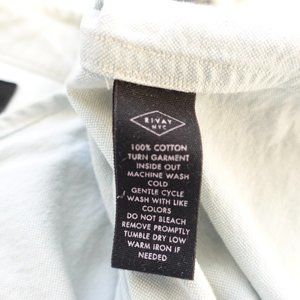 RIVAY
NYC
100% COTTON
TURN GARMENT
INSIDE OUT
MACHINE WASH
COLD
GENTLE CYCLE
WASH WITH LIKE
COLORS
DO NOT BLEACH
REMOVE PROMPTLY
TUMBLE DRY LOW
WARM IRON IF
NEEDED